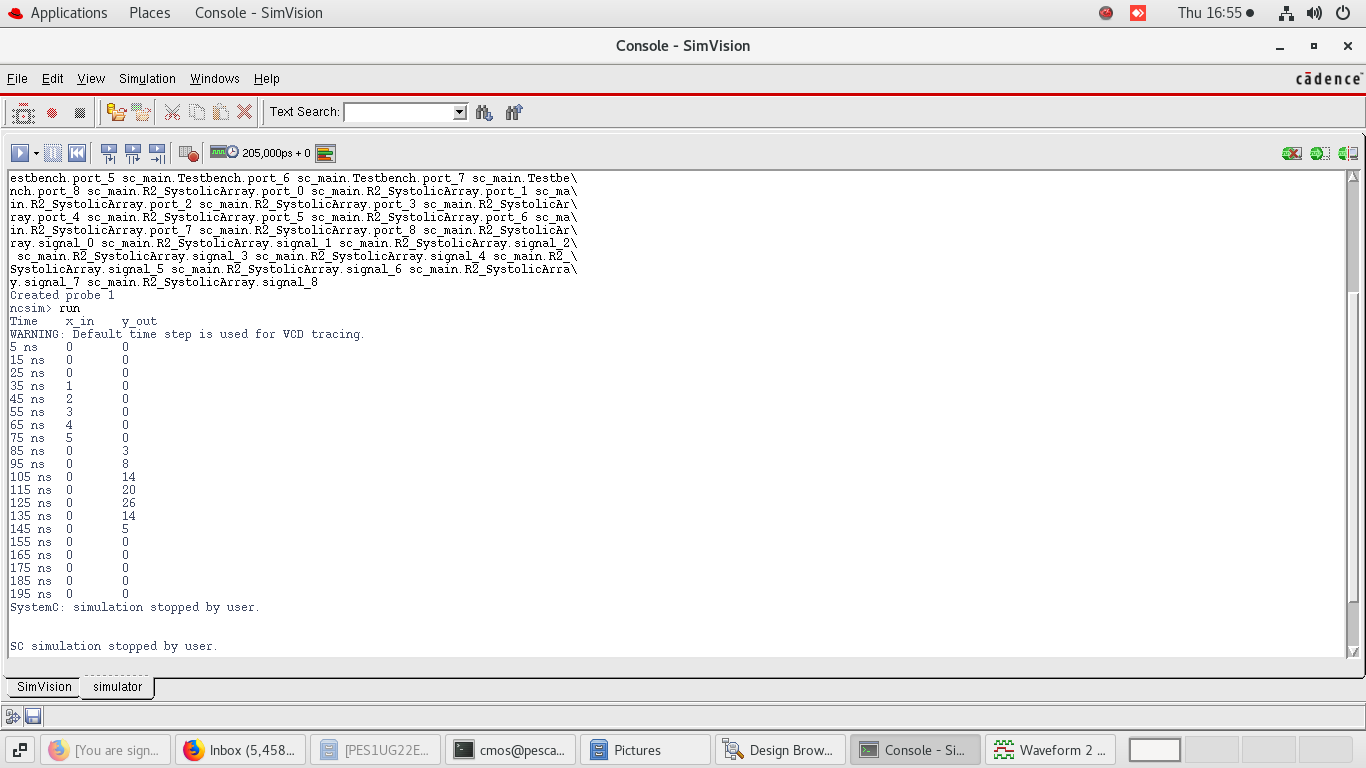 Applications Places Console - SimVision Thu 16:55
Console - SimVision
File Edit View Simulation Windows Help cādence
Text Search:
205,000ps + 0
estbench.port_5 sc_main.Testbench.port_6 sc_main.Testbench.port_7 sc_main.Testbe\
nch.port_8 sc_main.R2_SystolicArray.port_0 sc_main.R2_SystolicArray.port_1 sc_ma\
in.R2_SystolicArray.port_2 sc_main.R2_SystolicArray.port_3 sc_main.R2_SystolicAr\
ray.port_4 sc_main.R2_SystolicArray.port_5 sc_main.R2_SystolicArray.port_6 sc_ma\
in.R2_SystolicArray.port_7 sc_main.R2_SystolicArray.port_8 sc_main.R2_SystolicAr\
ray.signal_0 sc_main.R2_SystolicArray.signal_1 sc_main.R2_SystolicArray.signal_2\
sc_main.R2_SystolicArray.signal_3 sc_main.R2_SystolicArray.signal_4 sc_main.R2_\
SystolicArray.signal_5 sc_main.R2_SystolicArray.signal_6 sc_main.R2_SystolicArra\
y.signal_7 sc_main.R2_SystolicArray.signal_8
Created probe 1
ncsim> run
Time x_in y_out
WARNING: Default time step is used for VCD tracing.
5 ns 0 0
15 ns 0 0
25 ns 0 0
35 ns 1 0
45 ns 2 0
55 ns 3 0
65 ns 4 0
75 ns 5 0
85 ns 0 3
95 ns 0 8
105 ns 0 14
115 ns 0 20
125 ns 0 26
135 ns 0 14
145 ns 0 5
155 ns 0 0
165 ns 0 0
175 ns 0 0
185 ns 0 0
195 ns 0 0
SystemC: simulation stopped by user.
SC simulation stopped by user.
SimVision simulator
[You are sign... Inbox (5,458... [PES1UG22E... cmos@pesca... Pictures Design Brow... Console - Si... Waveform 2 ...